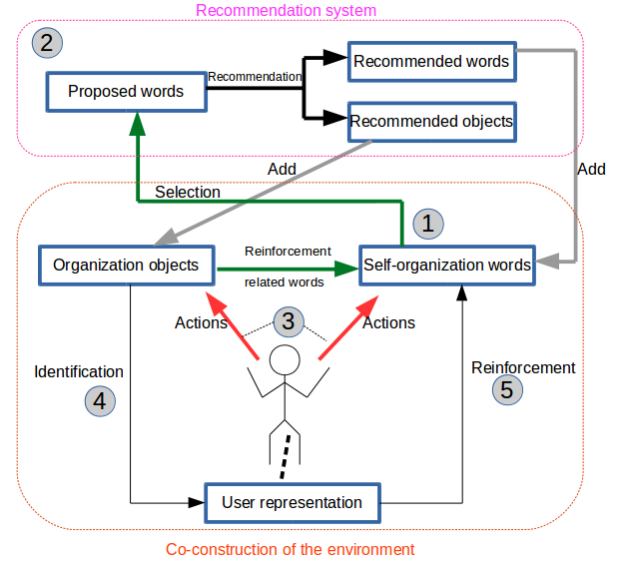 Recommendation system
2
Recommended words
Recommendation
Proposed words
Recommended objects
Add
Add
Selection
1
Organization objects
Reinforcement
related words
Self-organization words
3
Actions
Actions
Identification
4
Reinforcement
5
User representation
Co-construction of the environment